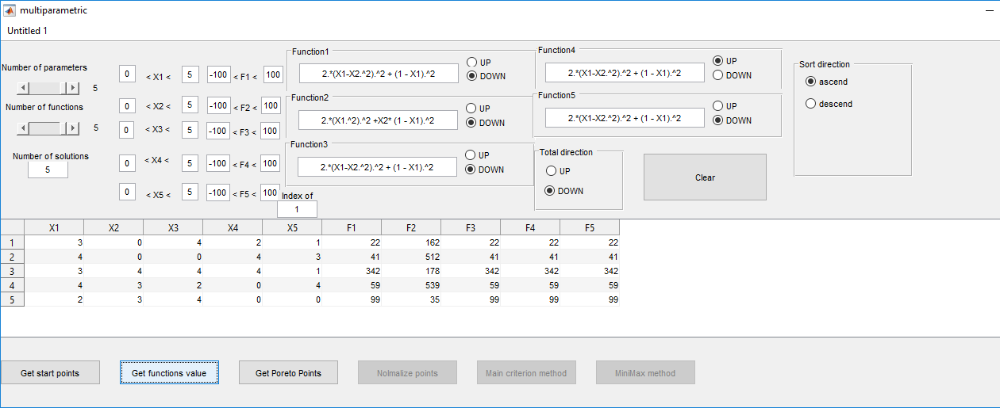 multiparametric
Untitled 1
Number of parameters
5
Number of functions
5
Number of solutions
5
0 < X1 < 5 -100 < F1 < 100
0 < X2 < 5 -100 < F2 < 100
0 < X3 < 5 -100 < F3 < 100
0 < X4 < 5 -100 < F4 < 100
0 < X5 < 5 -100 < F5 < 100
Function1
2.*(X1-X2.^2).^2 + (1 - X1).^2
UP
DOWN
Function2
2.*(X1.^2).^2 +X2* (1 - X1).^2
UP
DOWN
Function3
2.*(X1-X2.^2).^2 + (1 - X1).^2
UP
DOWN
Index of
1
Function4
2.*(X1-X2.^2).^2 + (1 - X1).^2
UP
DOWN
Function5
2.*(X1-X2.^2).^2 + (1 - X1).^2
UP
DOWN
Total direction
UP
DOWN
Clear
Sort direction
ascend
descend
X1 X2 X3 X4 X5 F1 F2 F3 F4 F5
1 3 0 4 2 1 22 162 22 22 22
2 4 0 0 4 3 41 512 41 41 41
3 3 4 4 4 1 342 178 342 342 342
4 4 3 2 0 4 59 539 59 59 59
5 2 3 4 0 0 99 35 99 99 99
Get start points Get functions value Get Poreto Points Nolmalize points Main criterion method MiniMax method